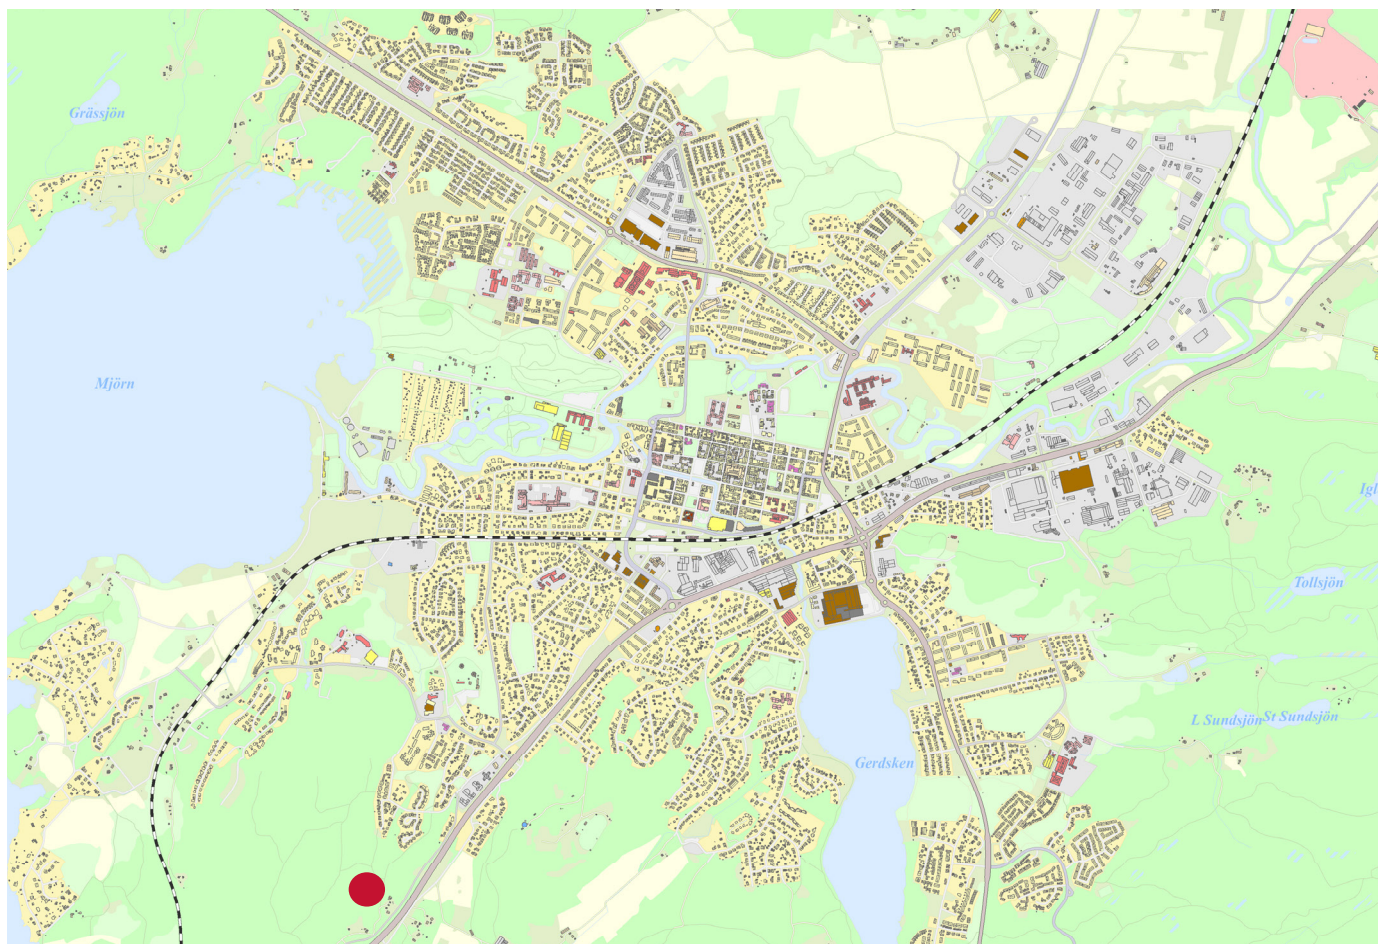 Grässjön
Mjörn
Igl
Tollsjön
L Sundsjön
St Sundsjön
Gerdsken